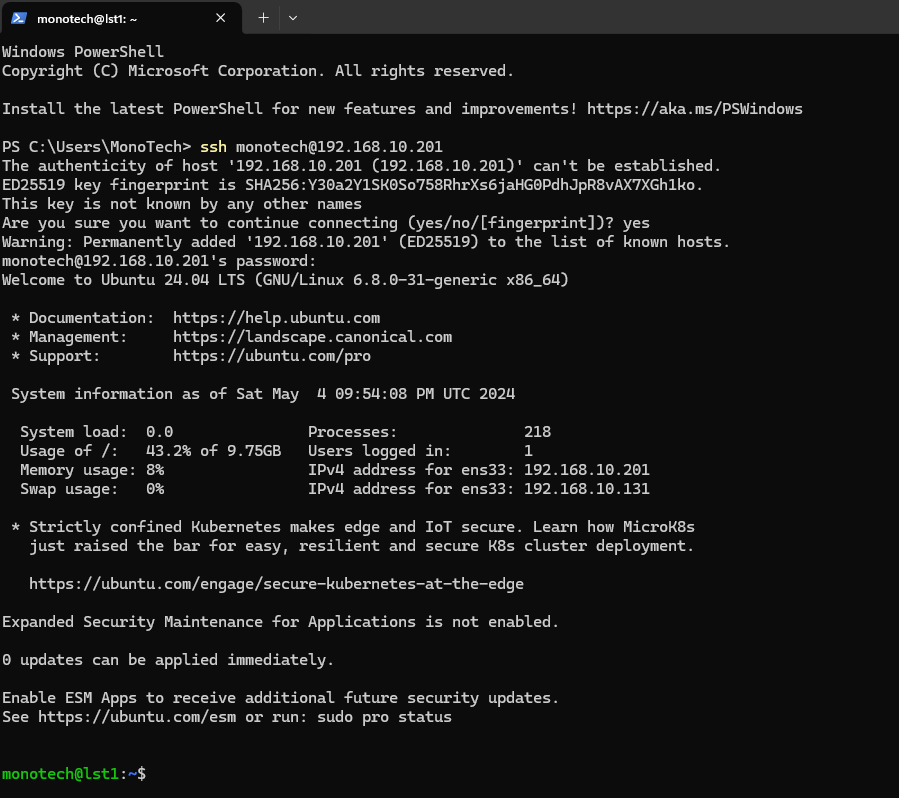 monotech@lst1: ~
Windows PowerShell
Copyright (C) Microsoft Corporation. All rights reserved.
Install the latest PowerShell for new features and improvements! https://aka.ms/PSWindows
PS C:\Users\MonoTech> ssh monotech@192.168.10.201
The authenticity of host '192.168.10.201 (192.168.10.201)' can't be established.
ED25519 key fingerprint is SHA256:Y30a2Y1SK0So758RhrXs6jaHG0PdhJpR8vAX7XGh1ko.
This key is not known by any other names
Are you sure you want to continue connecting (yes/no/[fingerprint])? yes
Warning: Permanently added '192.168.10.201' (ED25519) to the list of known hosts.
monotech@192.168.10.201's password:
Welcome to Ubuntu 24.04 LTS (GNU/Linux 6.8.0-31-generic x86_64)
 * Documentation:  https://help.ubuntu.com
 * Management:     https://landscape.canonical.com
 * Support:        https://ubuntu.com/pro
 System information as of Sat May  4 09:54:08 PM UTC 2024
  System load:  0.0               Processes:              218
  Usage of /:   43.2% of 9.75GB   Users logged in:        1
  Memory usage: 8%                IPv4 address for ens33: 192.168.10.201
  Swap usage:   0%                IPv4 address for ens33: 192.168.10.131
 * Strictly confined Kubernetes makes edge and IoT secure. Learn how MicroK8s
   just raised the bar for easy, resilient and secure K8s cluster deployment.
   https://ubuntu.com/engage/secure-kubernetes-at-the-edge
Expanded Security Maintenance for Applications is not enabled.
0 updates can be applied immediately.
Enable ESM Apps to receive additional future security updates.
See https://ubuntu.com/esm or run: sudo pro status
monotech@lst1:~$